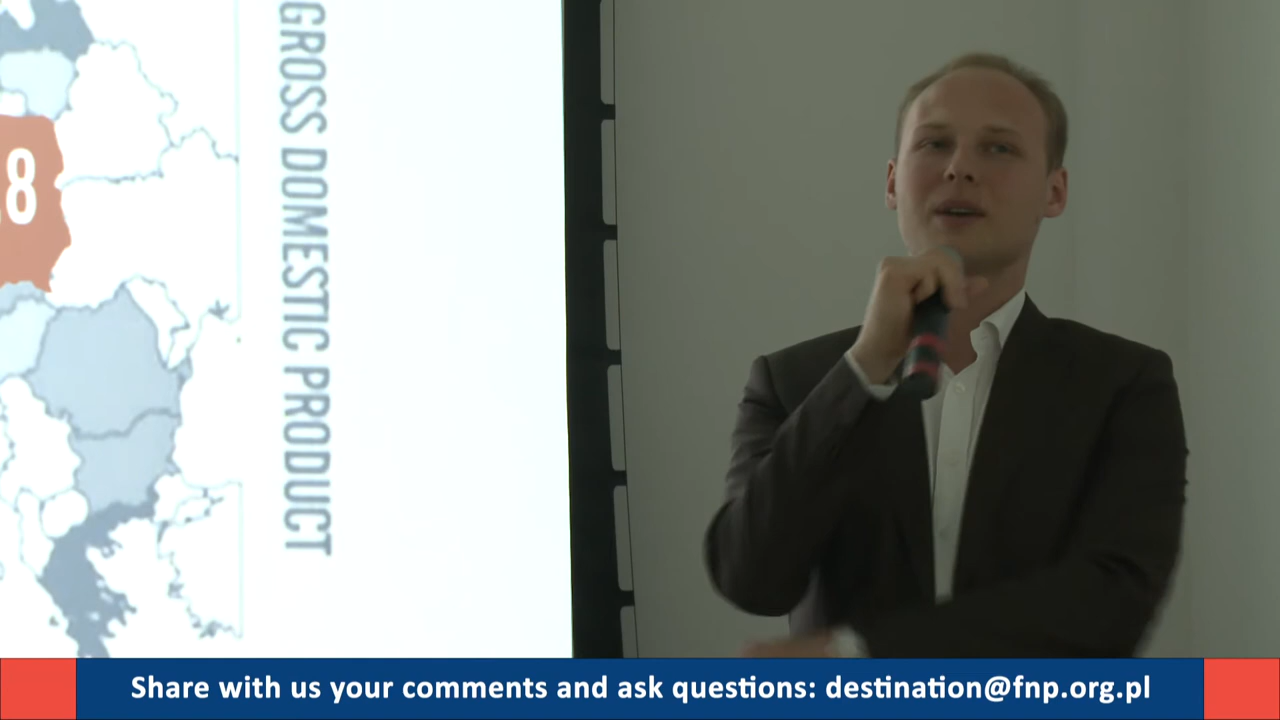 GROSS DOMESTIC PRODUCT
8
Share with us your comments and ask questions: destination@fnp.org.pl